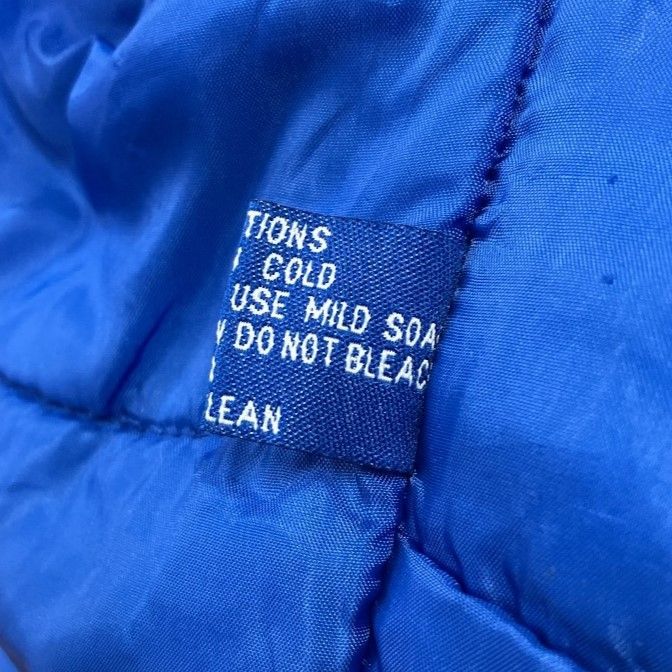 TIONS
COLD
USE MILD SOA
DO NOT BLEAC
LEAN